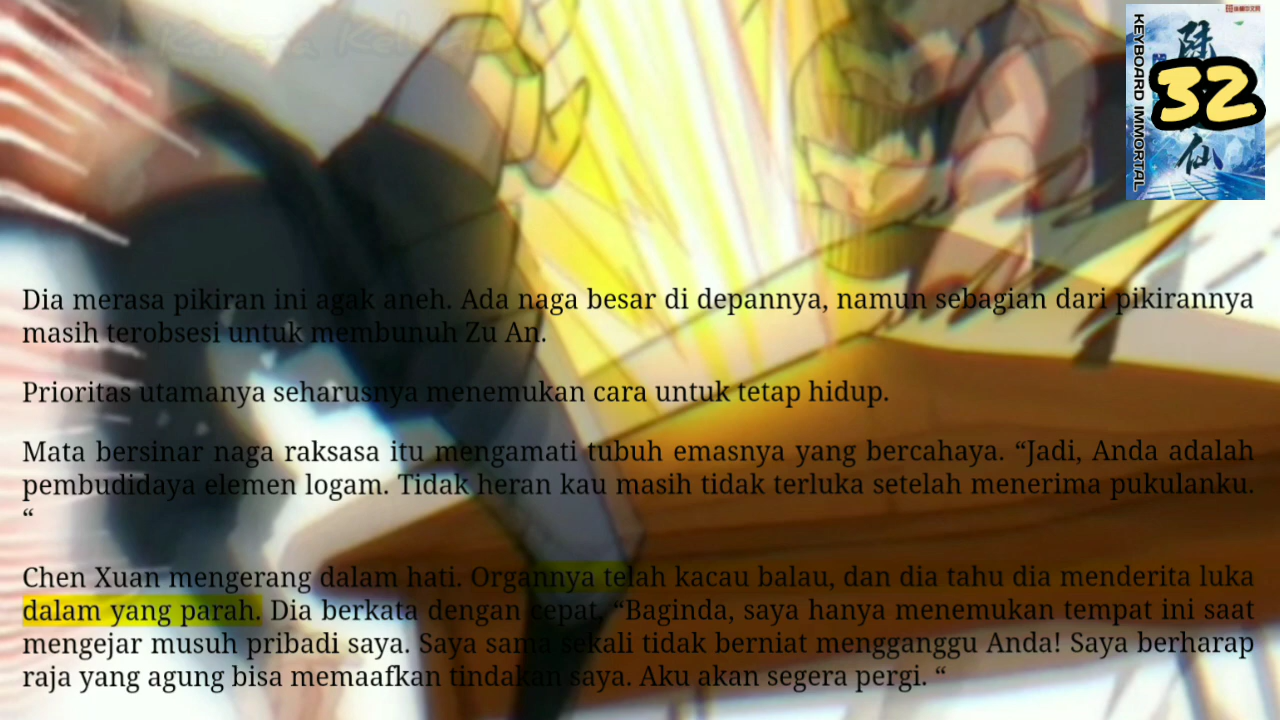 KEYBOARD IMMORTAL
陆
32
仙
Dia merasa pikiran ini agak aneh. Ada naga besar di depannya, namun sebagian dari pikirannya
masih terobsesi untuk membunuh Zu An.
Prioritas utamanya seharusnya menemukan cara untuk tetap hidup.
Mata bersinar naga raksasa itu mengamati tubuh emasnya yang bercahaya. “Jadi, Anda adalah
pembudidaya elemen logam. Tidak heran kau masih tidak terluka setelah menerima pukulanku.
“
Chen Xuan mengerang dalam hati. Organnya telah kacau balau, dan dia tahu dia menderita luka
dalam yang parah. Dia berkata dengan cepat, “Baginda, saya hanya menemukan tempat ini saat
mengejar musuh pribadi saya. Saya sama sekali tidak berniat mengganggu Anda! Saya berharap
raja yang agung bisa memaafkan tindakan saya. Aku akan segera pergi. “